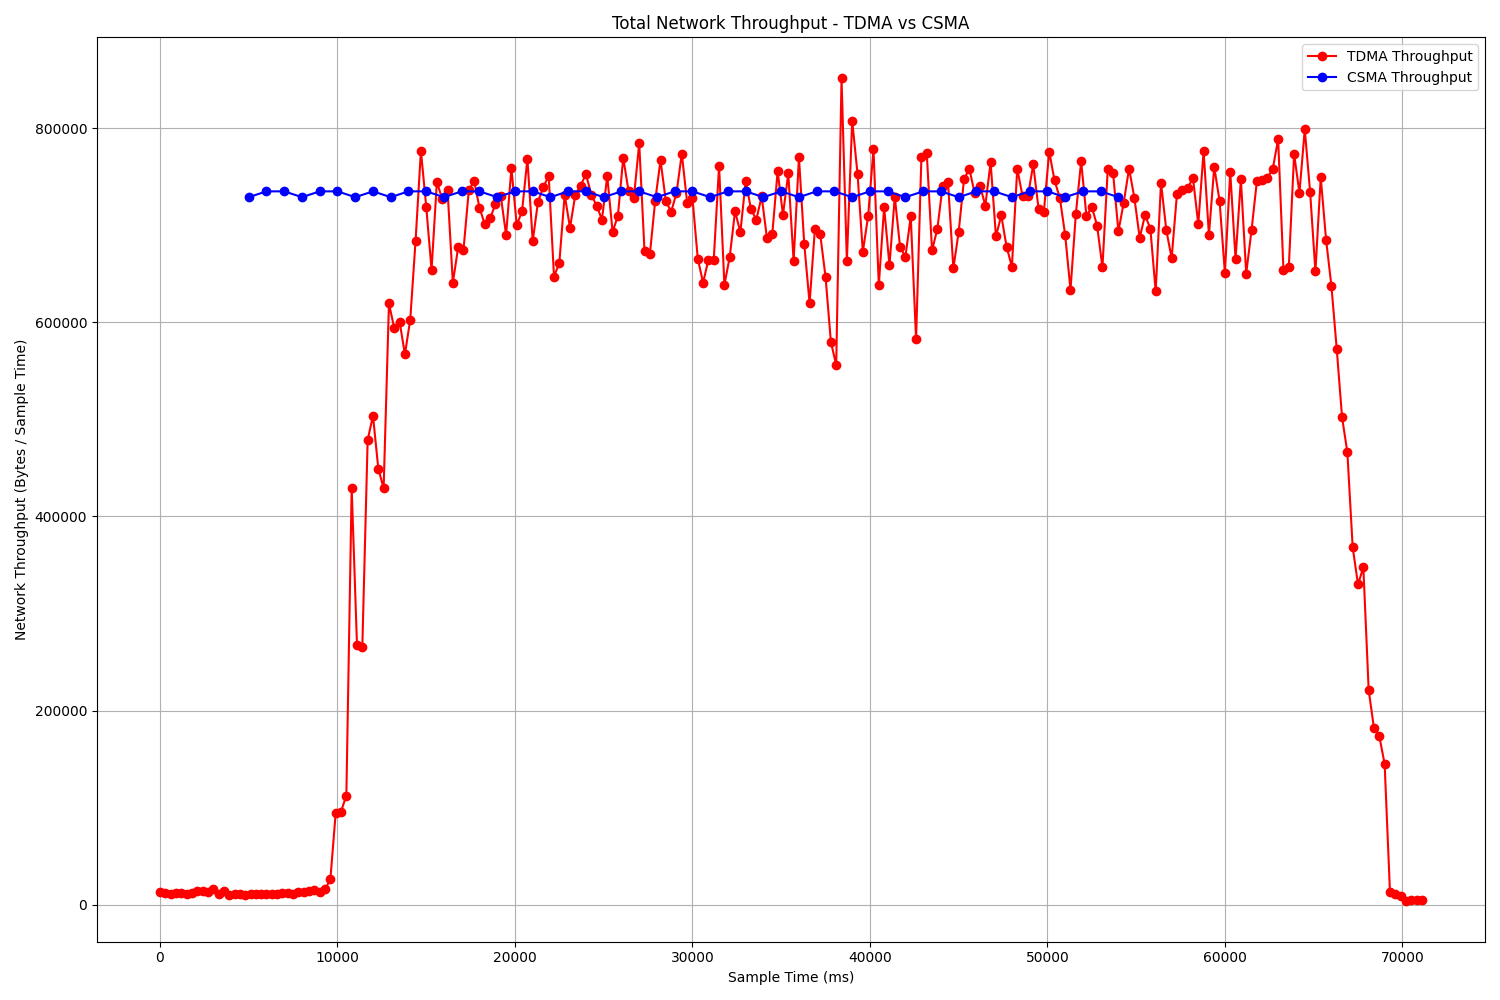 Total Network Throughput - TDMA vs CSMA
TDMA Throughput
CSMA Throughput
Network Throughput (Bytes / Sample Time)
800000
600000
400000
200000
0
0 10000 20000 30000 40000 50000 60000 70000
Sample Time (ms)